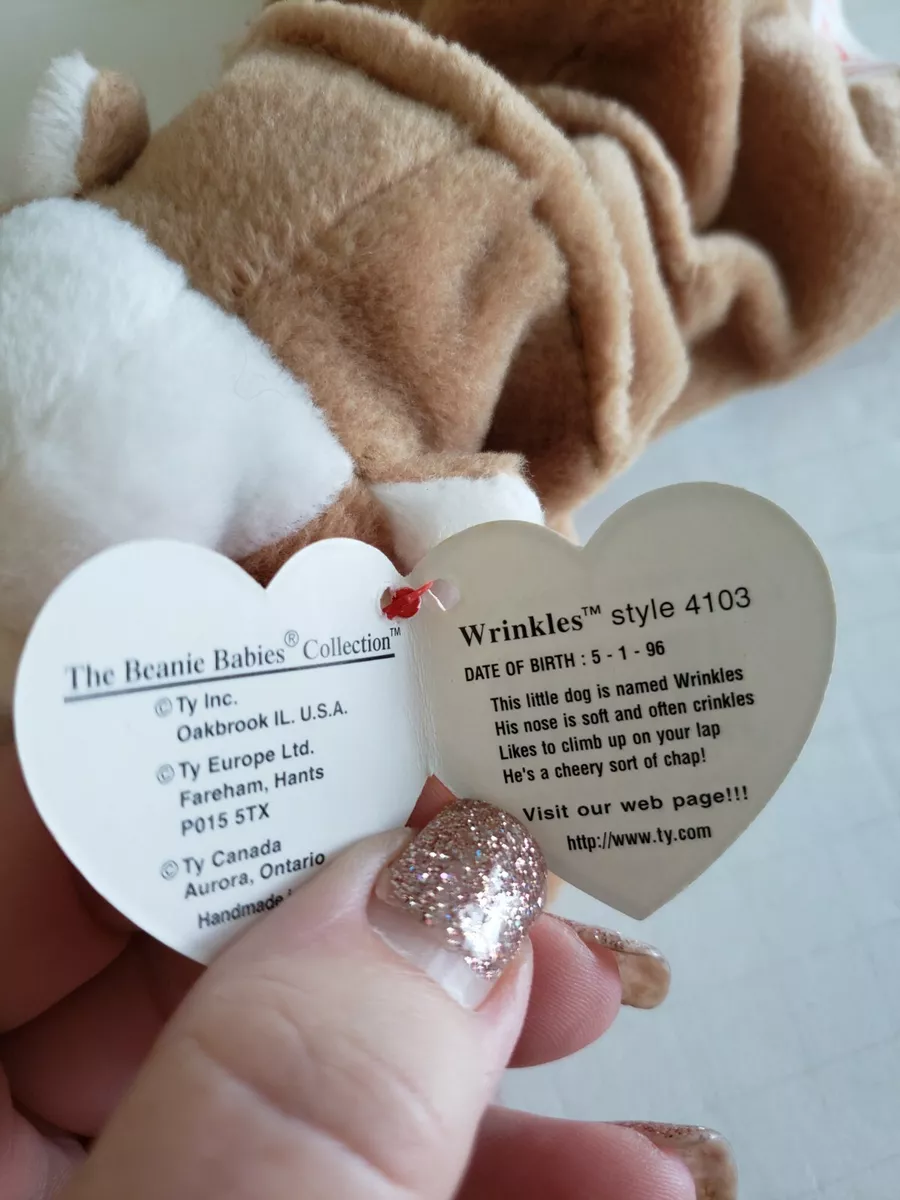 The Beanie Babies® Collection™
© Ty Inc.
Oakbrook IL. U.S.A.
© Ty Europe Ltd.
Fareham, Hants
P015 5TX
© Ty Canada
Aurora, Ontario
Handmade
Wrinkles™ style 4103
DATE OF BIRTH : 5 - 1 - 96
This little dog is named Wrinkles
His nose is soft and often crinkles
Likes to climb up on your lap
He's a cheery sort of chap!
Visit our web page!!!
http://www.ty.com